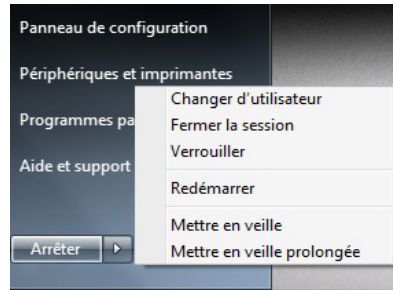 Panneau de configuration
Périphériques et imprimantes
Programmes pa
Aide et support
Arrêter
Changer d'utilisateur
Fermer la session
Verrouiller
Redémarrer
Mettre en veille
Mettre en veille prolongée